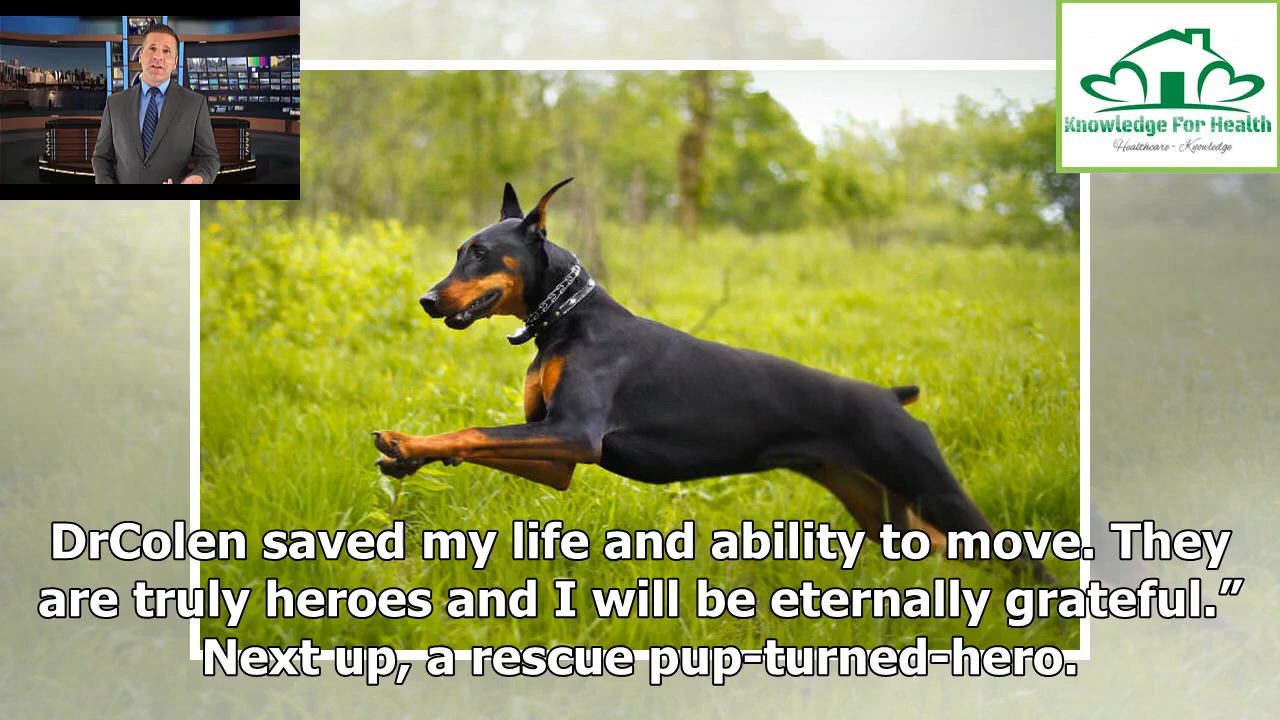 Knowledge For Health
Healthcare - Knowledge
DrColen saved my life and ability to move. They
are truly heroes and I will be eternally grateful.”
Next up, a rescue pup-turned-hero.